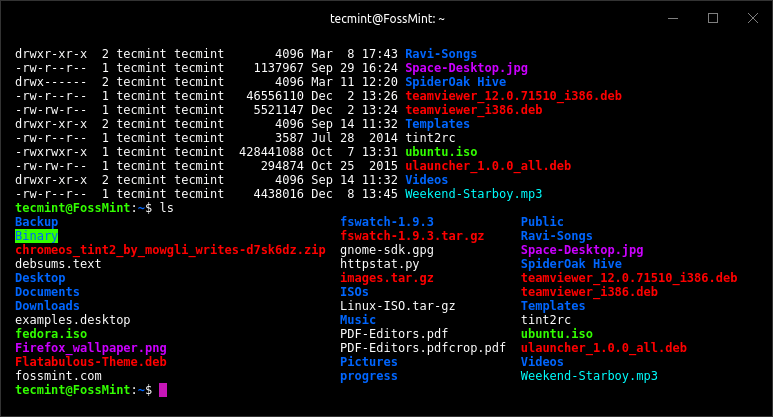 tecmint@FossMint: ~
drwxr-xr-x  2 tecmint tecmint      4096 Mar  8 17:43 Ravi-Songs
-rw-r--r--  1 tecmint tecmint   1137967 Sep 29 16:24 Space-Desktop.jpg
drwx------  2 tecmint tecmint      4096 Mar 11 12:20 SpiderOak Hive
-rw-r--r--  1 tecmint tecmint  46556110 Dec  2 13:26 teamviewer_12.0.71510_i386.deb
-rw-rw-r--  1 tecmint tecmint   5521147 Dec  2 13:24 teamviewer_i386.deb
drwxr-xr-x  2 tecmint tecmint      4096 Sep 14 11:32 Templates
-rw-r--r--  1 tecmint tecmint      3587 Jul 28  2014 tint2rc
-rwxrwxr-x  1 tecmint tecmint 428441088 Oct  7 13:31 ubuntu.iso
-rw-rw-r--  1 tecmint tecmint    294874 Oct 25  2015 ulauncher_1.0.0_all.deb
drwxr-xr-x  2 tecmint tecmint      4096 Sep 14 11:32 Videos
-rw-r--r--  1 tecmint tecmint   4438016 Dec  8 13:45 Weekend-Starboy.mp3
tecmint@FossMint:~$ ls
Backup fswatch-1.9.3 Public
Binary fswatch-1.9.3.tar.gz Ravi-Songs
chromeos_tint2_by_mowgli_writes-d7sk6dz.zip gnome-sdk.gpg Space-Desktop.jpg
debsums.text httpstat.py SpiderOak Hive
Desktop images.tar.gz teamviewer_12.0.71510_i386.deb
Documents ISOs teamviewer_i386.deb
Downloads Linux-ISO.tar-gz Templates
examples.desktop Music tint2rc
fedora.iso PDF-Editors.pdf ubuntu.iso
Firefox_wallpaper.png PDF-Editors.pdfcrop.pdf ulauncher_1.0.0_all.deb
Flatabulous-Theme.deb Pictures Videos
fossmint.com progress Weekend-Starboy.mp3
tecmint@FossMint:~$